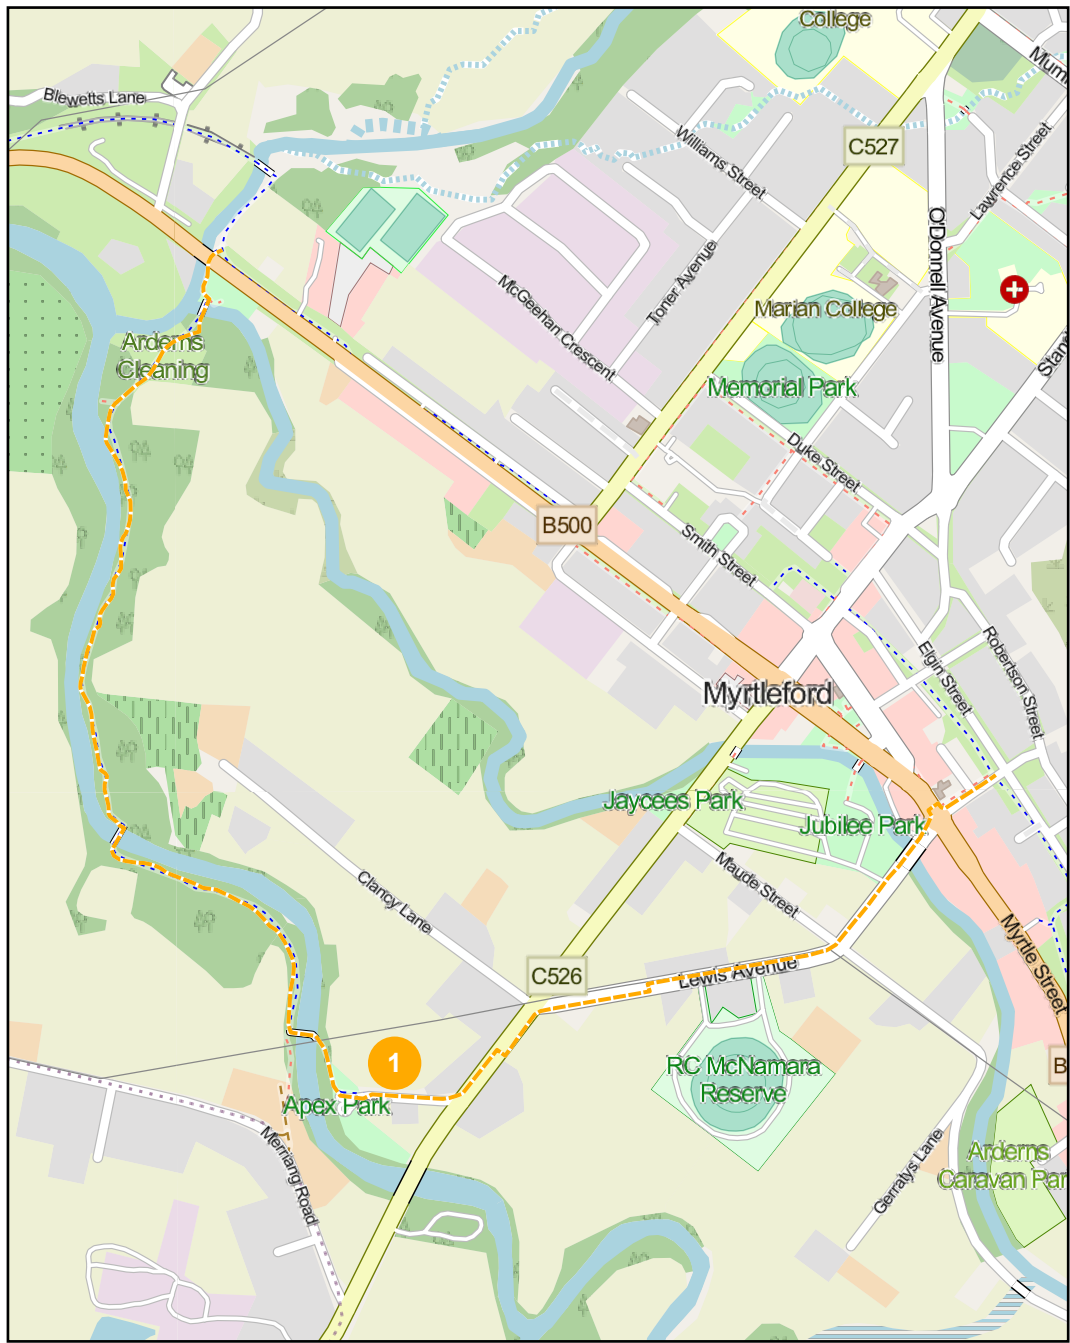 College
Mum
Blewetts Lane
Williams Street
C527
Lawrence Street
O'Donnell Avenue
McGeehan Crescent
Toner Avenue
Marian College
Stan
Arderns
Cleaning
Memorial Park
Duke Street
B500
Smith Street
Elgin Street
Robertson Street
Myrtleford
Jaycees Park
Jubilee Park
Maude Street
Clancy Lane
Myrtle Street
C526
Lewis Avenue
1
B
RC McNamara
Reserve
Apex Park
Merriang Road
Gerratys Lane
Arderns
Caravan Par